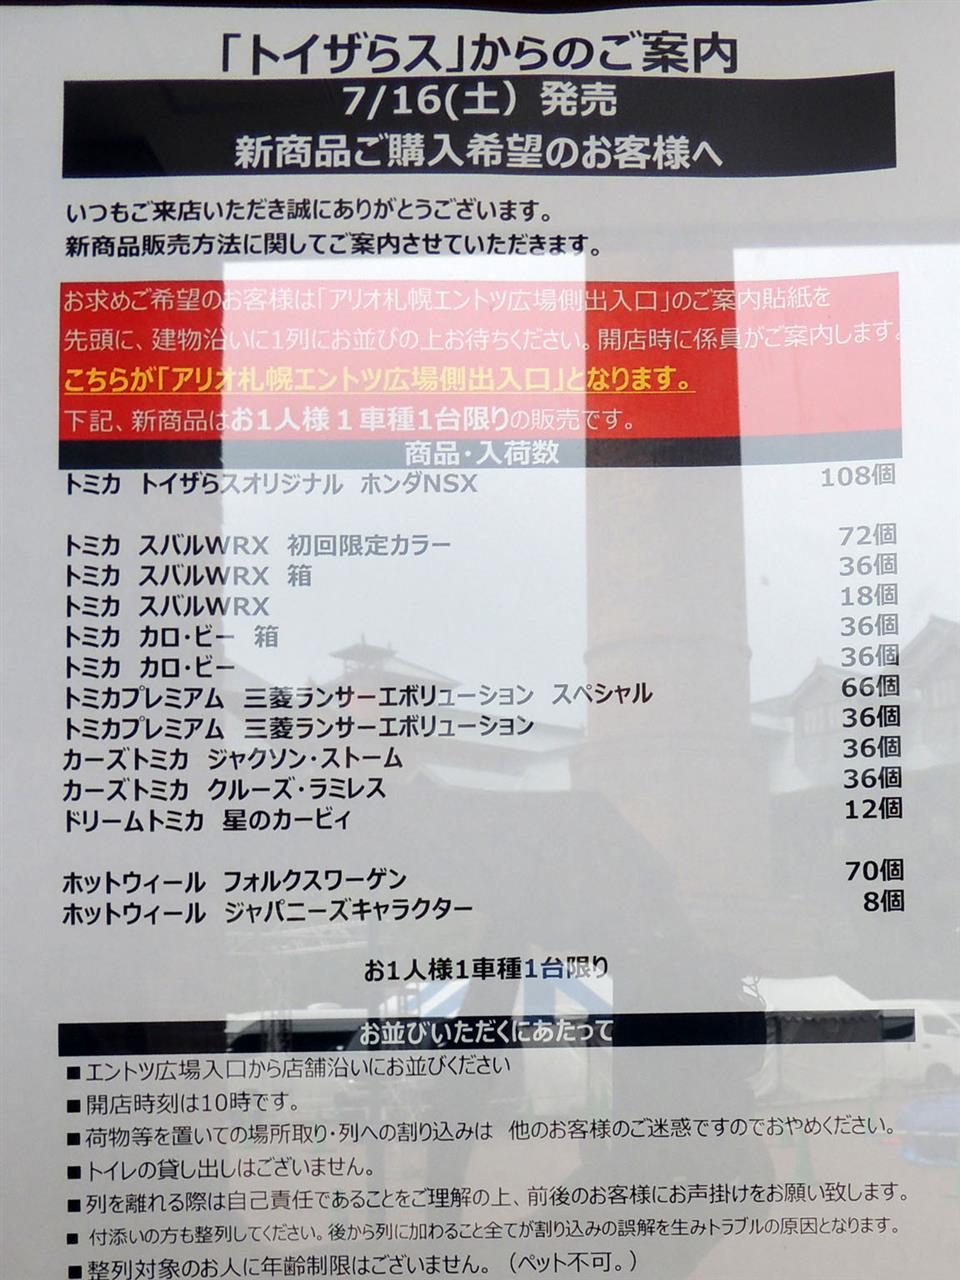 「トイザらス」からのご案内
7/16(土）発売
新商品ご購入希望のお客様へ
いつもご来店いただき誠にありがとうございます。
新商品販売方法に関してご案内させていただきます。
お求めご希望のお客様は「アリオ札幌エントツ広場側出入口」のご案内貼紙を
先頭に、建物沿いに1列にお並びの上お待ちください。開店時に係員がご案内します。
こちらが「アリオ札幌エントツ広場側出入口」となります。
下記、新商品はお1人様１車種1台限りの販売です。
商品・入荷数
トミカ　トイザらスオリジナル　ホンダNSX 108個
トミカ　スバルWRX　初回限定カラー 72個
トミカ　スバルWRX　箱 36個
トミカ　スバルWRX 18個
トミカ　カロ・ビー　箱 36個
トミカ　カロ・ビー 36個
トミカプレミアム　三菱ランサーエボリューション　スペシャル 66個
トミカプレミアム　三菱ランサーエボリューション 36個
カーズトミカ　ジャクソン・ストーム 36個
カーズトミカ　クルーズ・ラミレス 36個
ドリームトミカ　星のカービィ 12個
ホットウィール　フォルクスワーゲン 70個
ホットウィール　ジャパニーズキャラクター 8個
お1人様1車種1台限り
お並びいただくにあたって
■エントツ広場入口から店舗沿いにお並びください
■開店時刻は10時です。
■荷物等を置いての場所取り・列への割り込みは　他のお客様のご迷惑ですのでおやめください。
■トイレの貸し出しはございません。
■列を離れる際は自己責任であることをご理解の上、前後のお客様にお声掛けをお願い致します。
■ 付添いの方も整列してください。後から列に加わること全てが割り込みの誤解を生みトラブルの原因となります。
■整列対象のお人に年齢制限はございません。（ペット不可。）